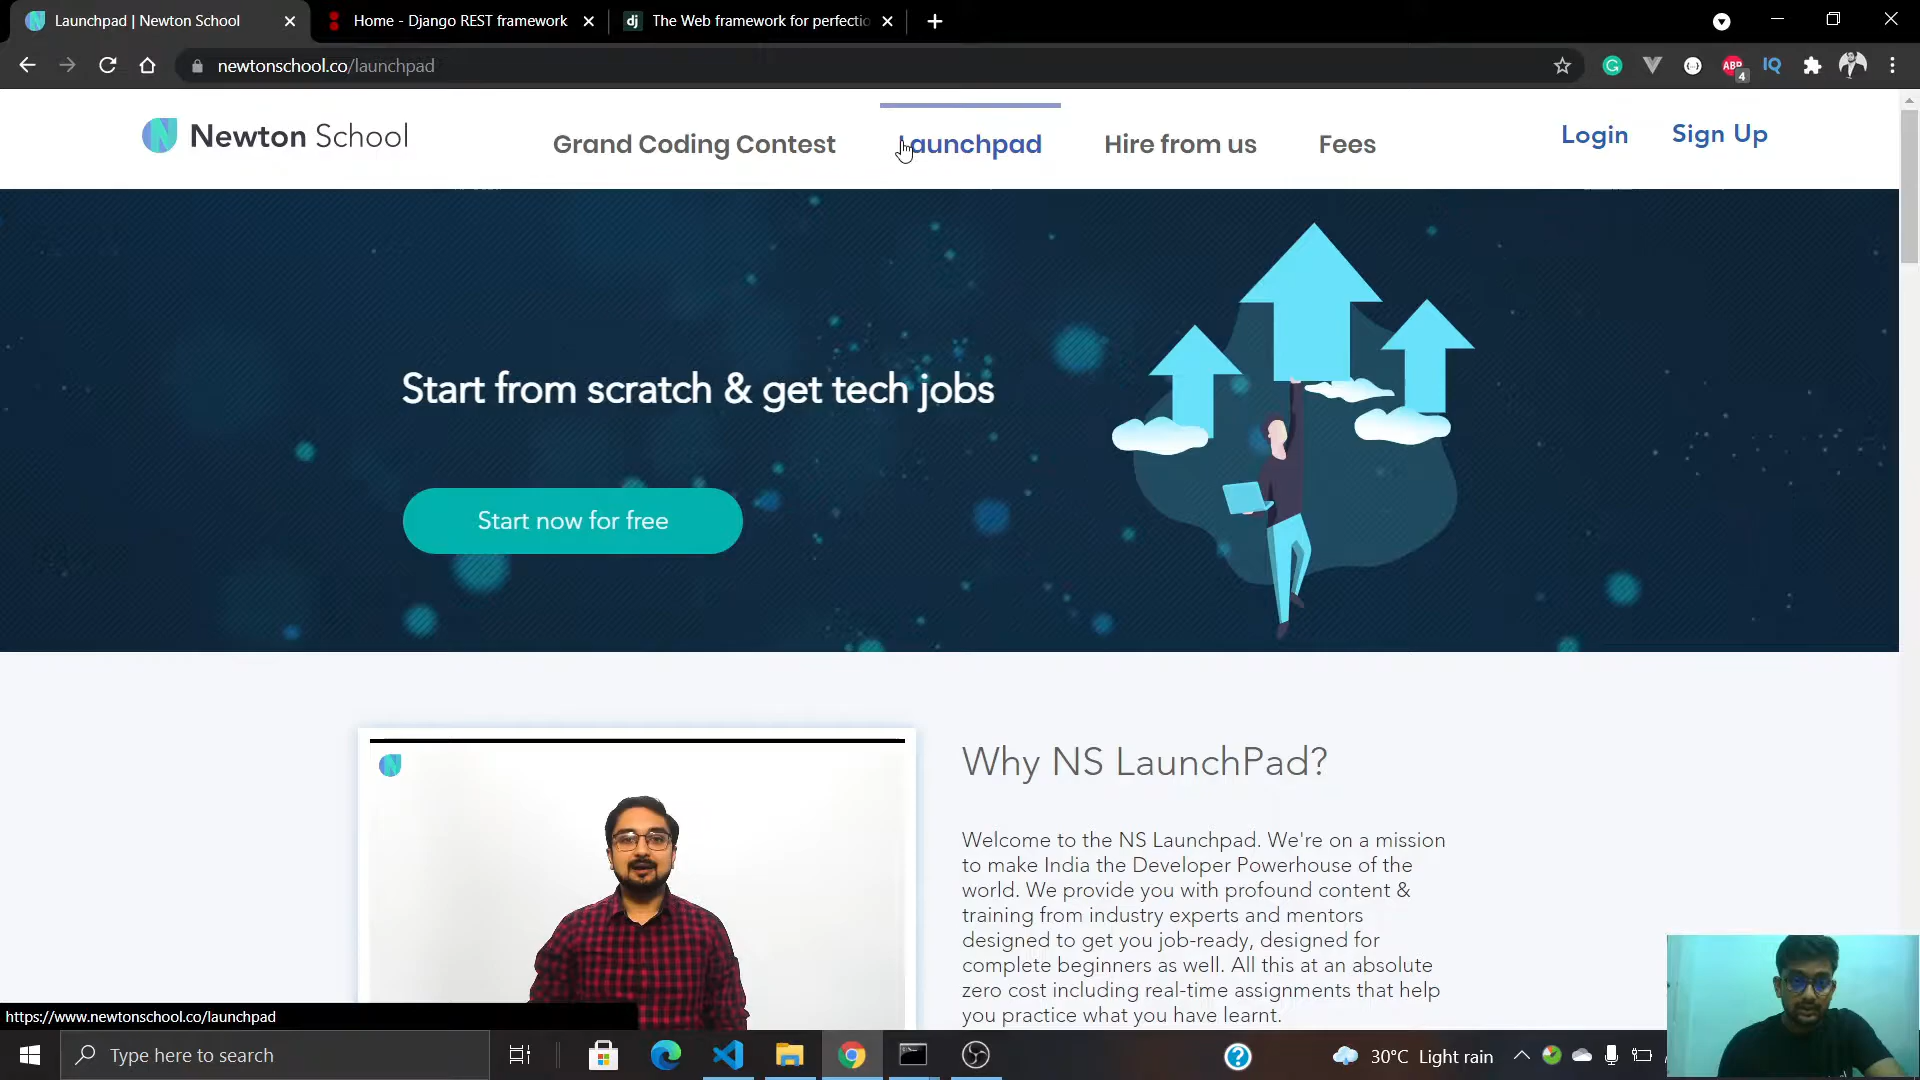 Launchpad | Newton School
Home - Django REST framework
The Web framework for perfectio
newtonschool.co/launchpad
ABP
4
IQ
Newton School
Grand Coding Contest
Launchpad
Hire from us
Fees
Login
Sign Up
Start from scratch & get tech jobs
Start now for free
Why NS LaunchPad?
Welcome to the NS Launchpad. We're on a mission
to make India the Developer Powerhouse of the
world. We provide you with profound content &
training from industry experts and mentors
designed to get you job-ready, designed for
complete beginners as well. All this at an absolute
zero cost including real-time assignments that help
you practice what you have learnt.
https://www.newtonschool.co/launchpad
Type here to search
30°C Light rain